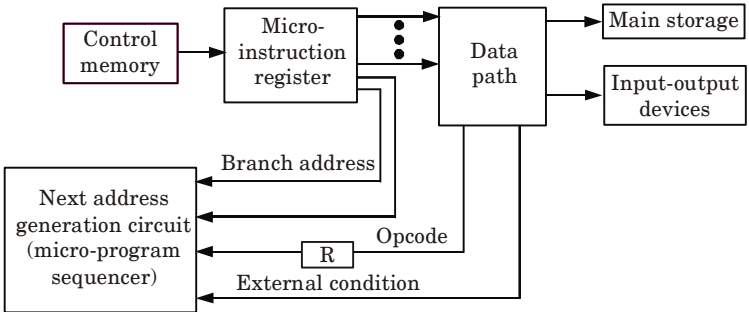 Control
memory
Micro-
instruction
register
Data
path
Main storage
Input-output
devices
Branch address
Next address
generation circuit
(micro-program
sequencer)
Opcode
R
External condition